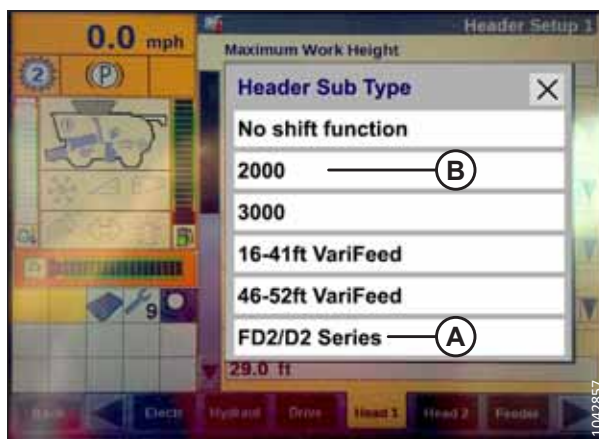 0.0 mph
Header Setup 1
Maximum Work Height
2
P
Header Sub Type
No shift function
2000
B
3000
16-41ft VariFeed
46-52ft VariFeed
FD2/D2 Series
A
9
29.0 ft
Back
Electr
Hydraul
Drive
Head 1
Head 2
Feeder
1042857